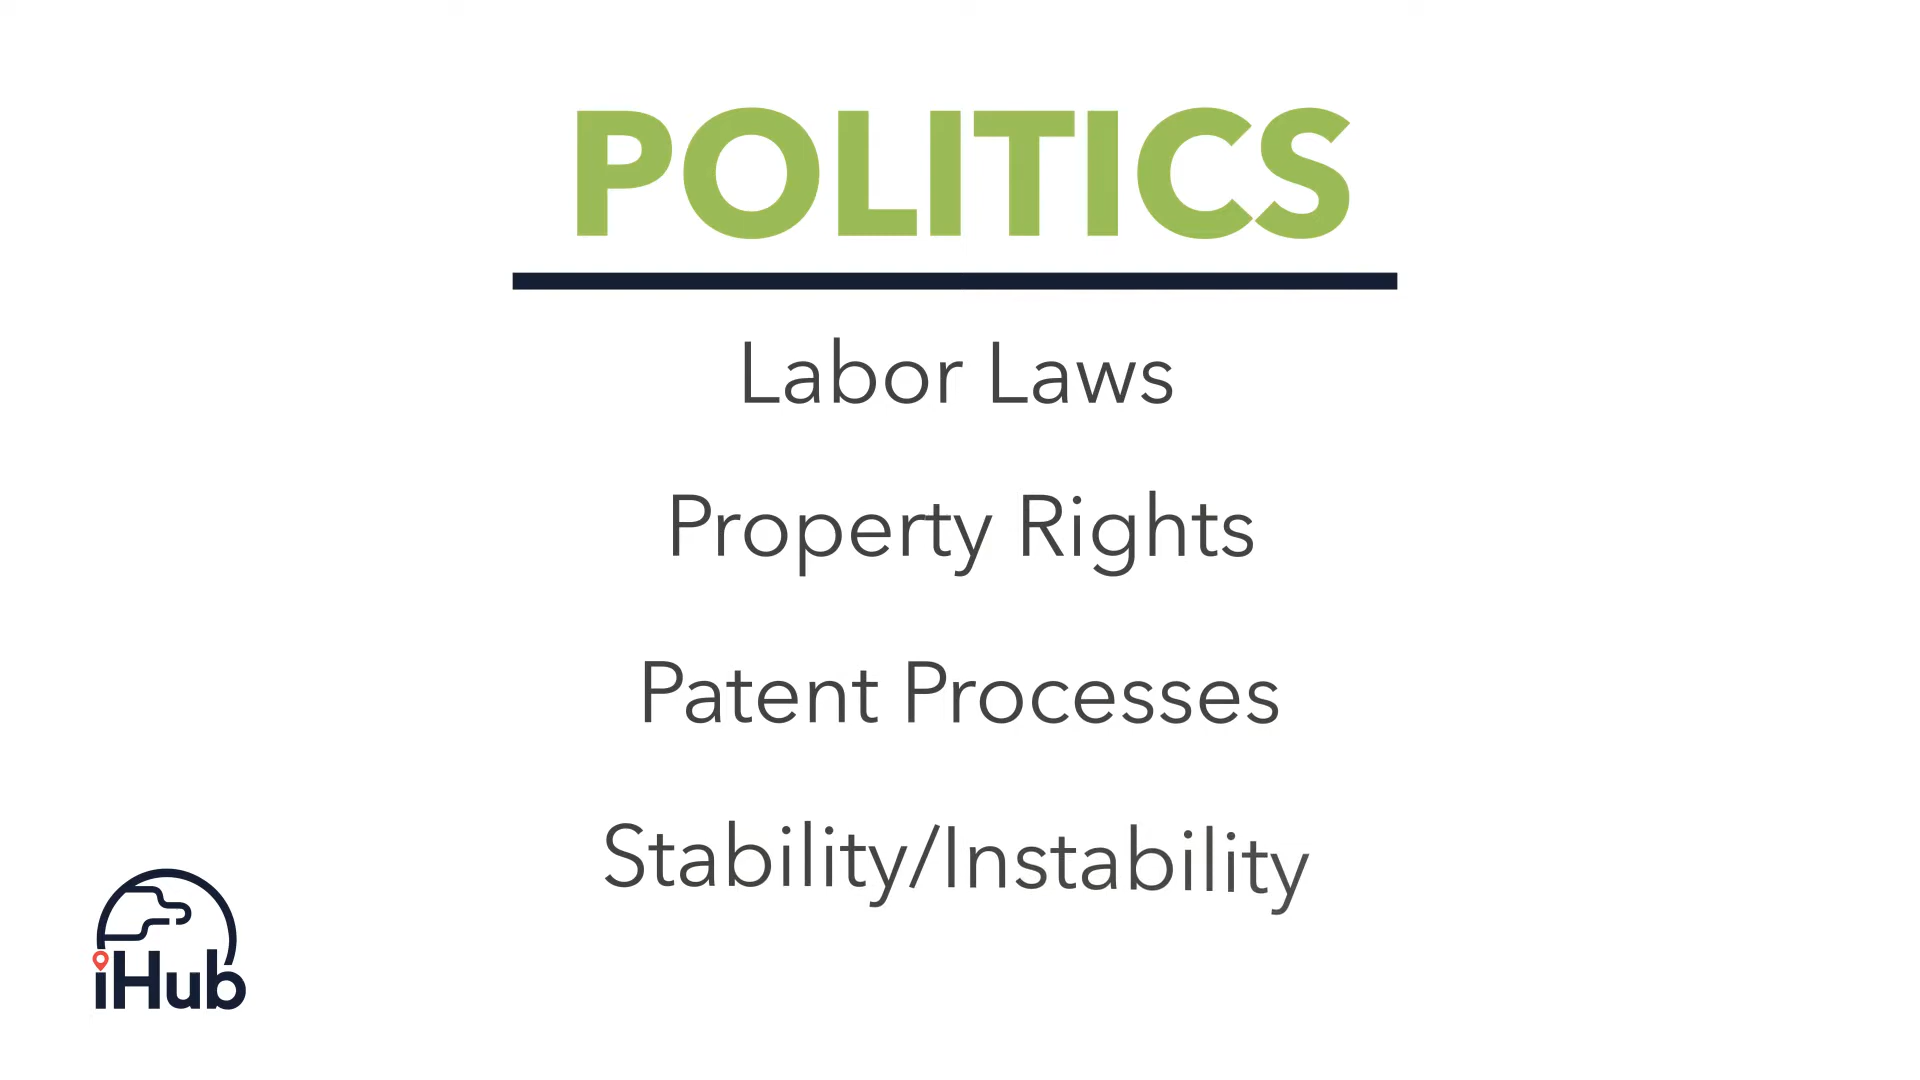 POLITICS
Labor Laws
Property Rights
Patent Processes
Stability/Instability
iHub